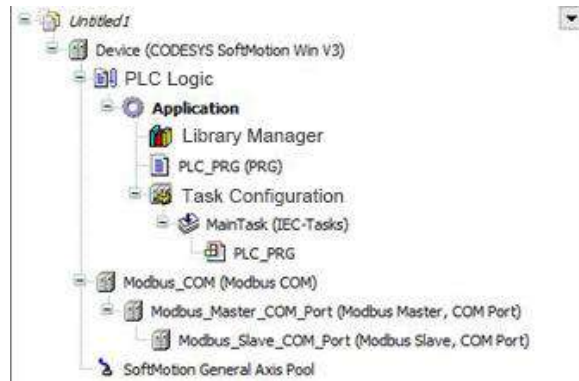 Untitled1
Device (CODESYS SoftMotion Win V3)
PLC Logic
Application
Library Manager
PLC_PRG (PRG)
Task Configuration
MainTask (IEC-Tasks)
PLC_PRG
Modbus_COM (Modbus COM)
Modbus_Master_COM_Port (Modbus Master, COM Port)
Modbus_Slave_COM_Port (Modbus Slave, COM Port)
SoftMotion General Axis Pool